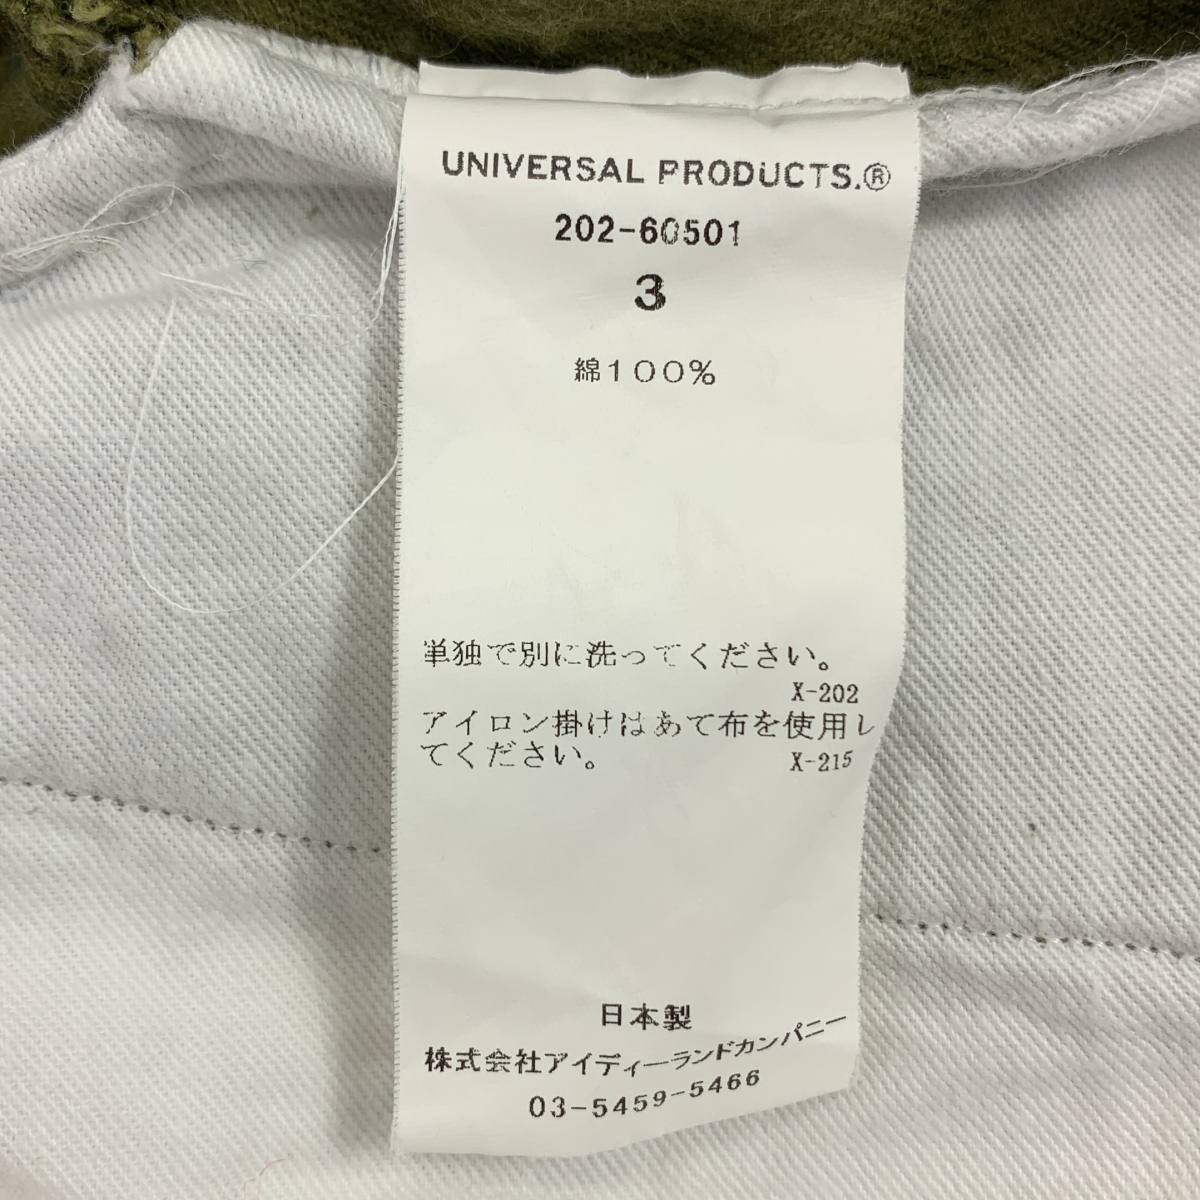 UNIVERSAL PRODUCTS.®
202-60501
3
綿100%
単独で別に洗ってください。
X-202
アイロン掛けはあて布を使用し
てください。
X-215
日本製
株式会社アイディーランドカンパニー
03-5459-5466